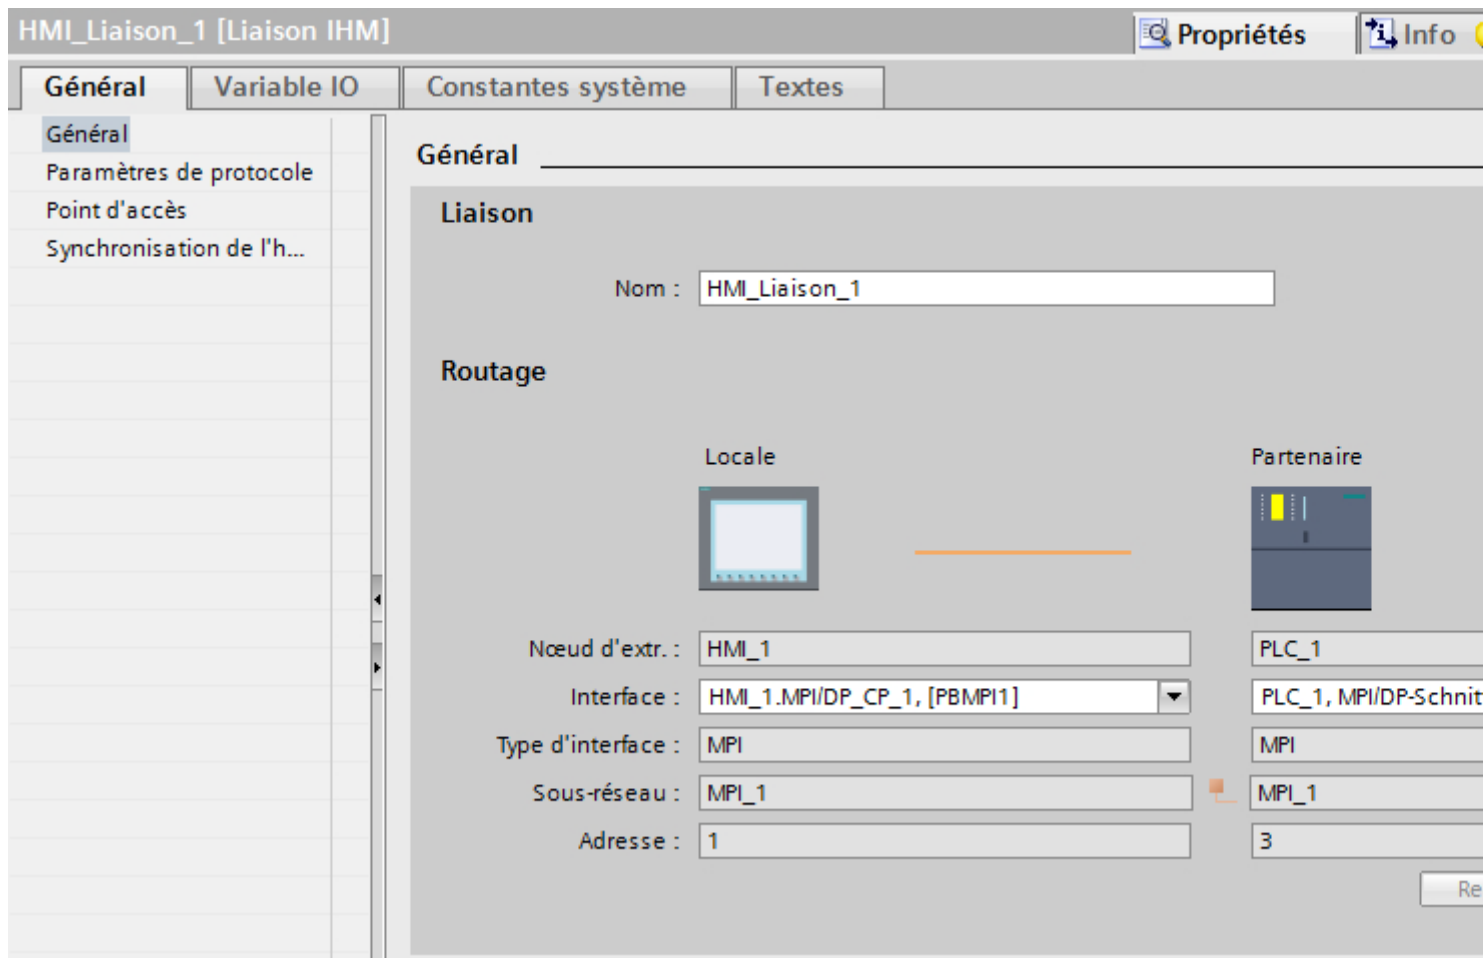 HMI_Liaison_1 [Liaison IHM]
Propriétés
Info
Général
Variable IO
Constantes système
Textes
Général
Paramètres de protocole
Point d'accès
Synchronisation de l'h...
Général
Liaison
Nom : HMI_Liaison_1
Routage
Locale
Partenaire
Nœud d'extr. : HMI_1 PLC_1
Interface : HMI_1.MPI/DP_CP_1, [PBMPI1] PLC_1, MPI/DP-Schnit
Type d'interface : MPI MPI
Sous-réseau : MPI_1 MPI_1
Adresse : 1 3
Re